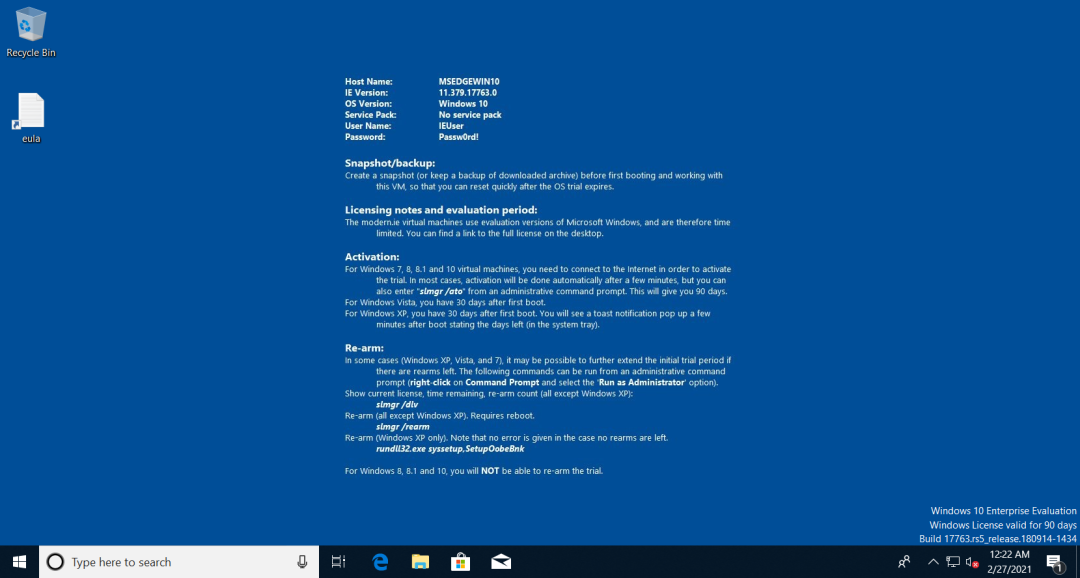 Recycle Bin
eula
Host Name: MSEDGEWIN10
IE Version: 11.379.17763.0
OS Version: Windows 10
Service Pack: No service pack
User Name: IEUser
Password: Passw0rd!
Snapshot/backup:
Create a snapshot (or keep a backup of downloaded archive) before first booting and working with
this VM, so that you can reset quickly after the OS trial expires.
Licensing notes and evaluation period:
The modern.ie virtual machines use evaluation versions of Microsoft Windows, and are therefore time
limited. You can find a link to the full license on the desktop.
Activation:
For Windows 7, 8, 8.1 and 10 virtual machines, you need to connect to the Internet in order to activate
the trial. In most cases, activation will be done automatically after a few minutes, but you can
also enter "slmgr /ato" from an administrative command prompt. This will give you 90 days.
For Windows Vista, you have 30 days after first boot.
For Windows XP, you have 30 days after first boot. You will see a toast notification pop up a few
minutes after boot stating the days left (in the system tray).
Re-arm:
In some cases (Windows XP, Vista, and 7), it may be possible to further extend the initial trial period if
there are rearms left. The following commands can be run from an administrative command
prompt (right-click on Command Prompt and select the 'Run as Administrator' option).
Show current license, time remaining, re-arm count (all except Windows XP):
slmgr /dlv
Re-arm (all except Windows XP). Requires reboot.
slmgr /rearm
Re-arm (Windows XP only). Note that no error is given in the case no rearms are left.
rundll32.exe syssetup,SetupOobeBnk
For Windows 8, 8.1 and 10, you will NOT be able to re-arm the trial.
Windows 10 Enterprise Evaluation
Windows License valid for 90 days
Build 17763.rs5_release.180914-1434
Type here to search
12:22 AM
2/27/2021
1